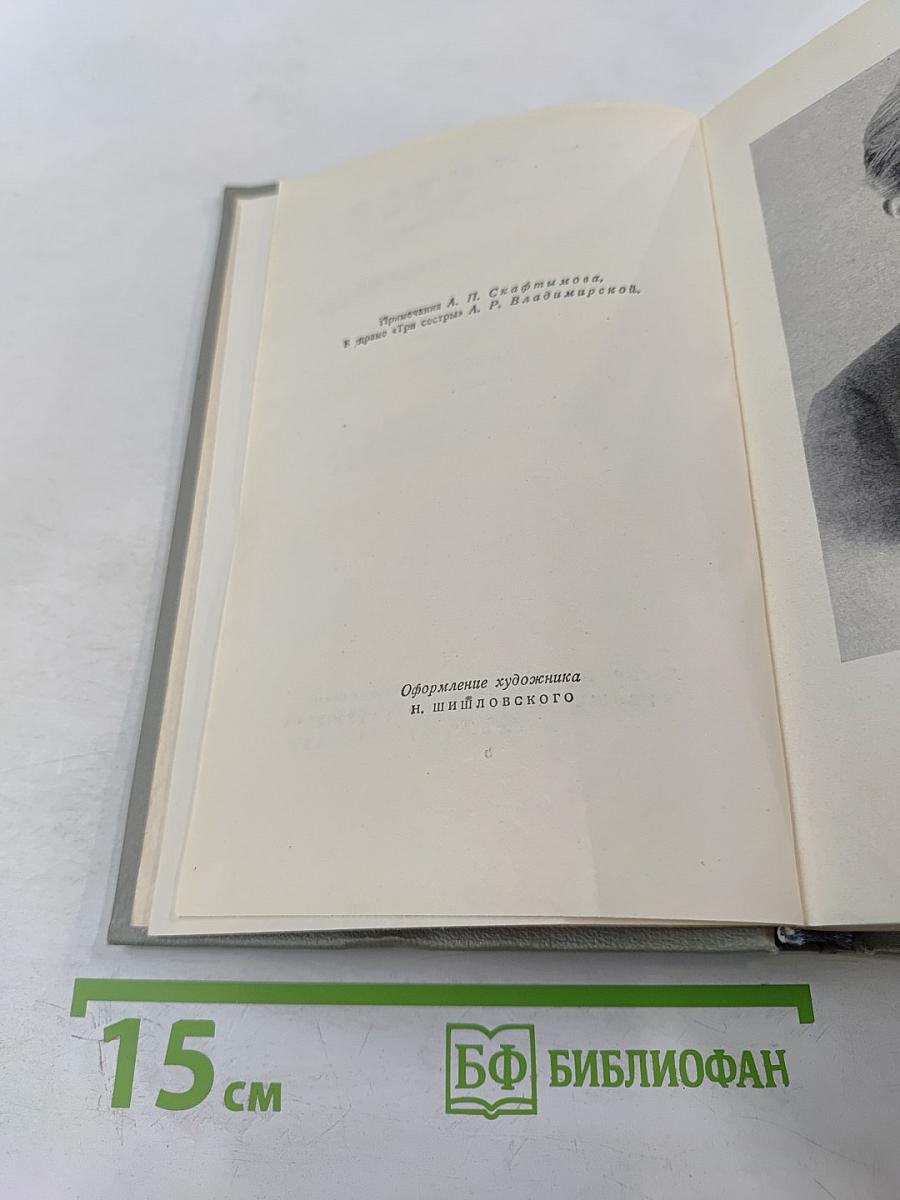 Примечания А. П. Скафтымова,
к драме «Три сестры» А. Р. Владимирской.
Оформление художника
Н. ШИШЛОВСКОГО
15 см
БФ БИБЛИОФАН